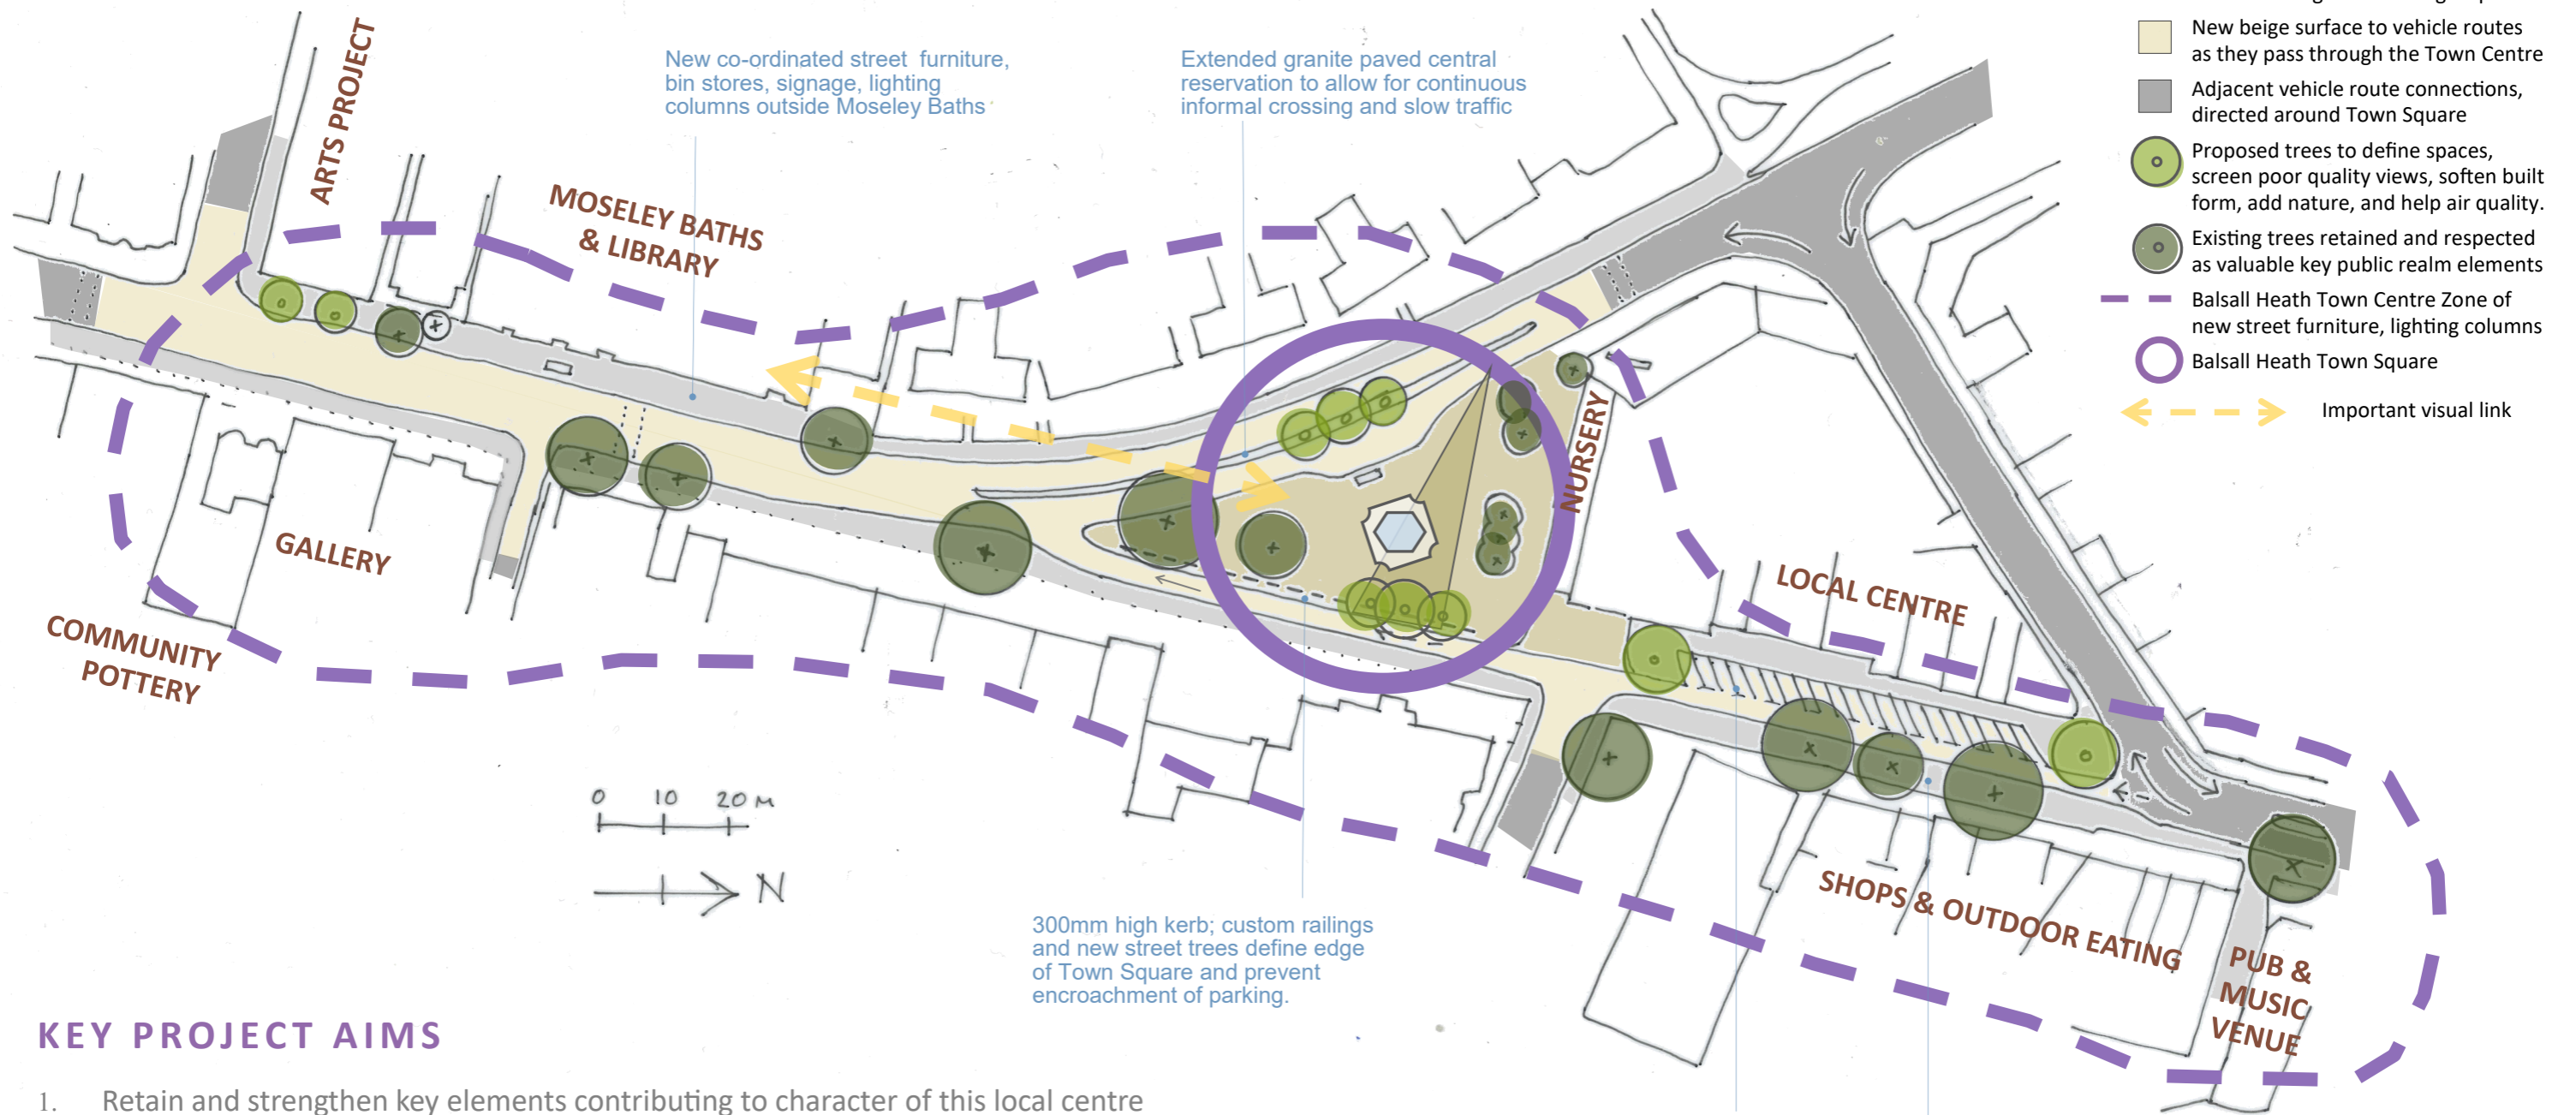 New beige surface to vehicle routes
as they pass through the Town Centre
Adjacent vehicle route connections,
directed around Town Square
Proposed trees to define spaces,
screen poor quality views, soften built
form, add nature, and help air quality.
Existing trees retained and respected
as valuable key public realm elements
Balsall Heath Town Centre Zone of
new street furniture, lighting columns
Balsall Heath Town Square
Important visual link
New co-ordinated street furniture,
bin stores, signage, lighting
columns outside Moseley Baths
Extended granite paved central
reservation to allow for continuous
informal crossing and slow traffic
ARTS PROJECT
MOSELEY BATHS
& LIBRARY
NURSERY
GALLERY
COMMUNITY
POTTERY
LOCAL CENTRE
SHOPS & OUTDOOR EATING
PUB &
MUSIC
VENUE
0 10 20 M
N
300mm high kerb; custom railings
and new street trees define edge
of Town Square and prevent
encroachment of parking.
KEY PROJECT AIMS
1. Retain and strengthen key elements contributing to character of this local centre